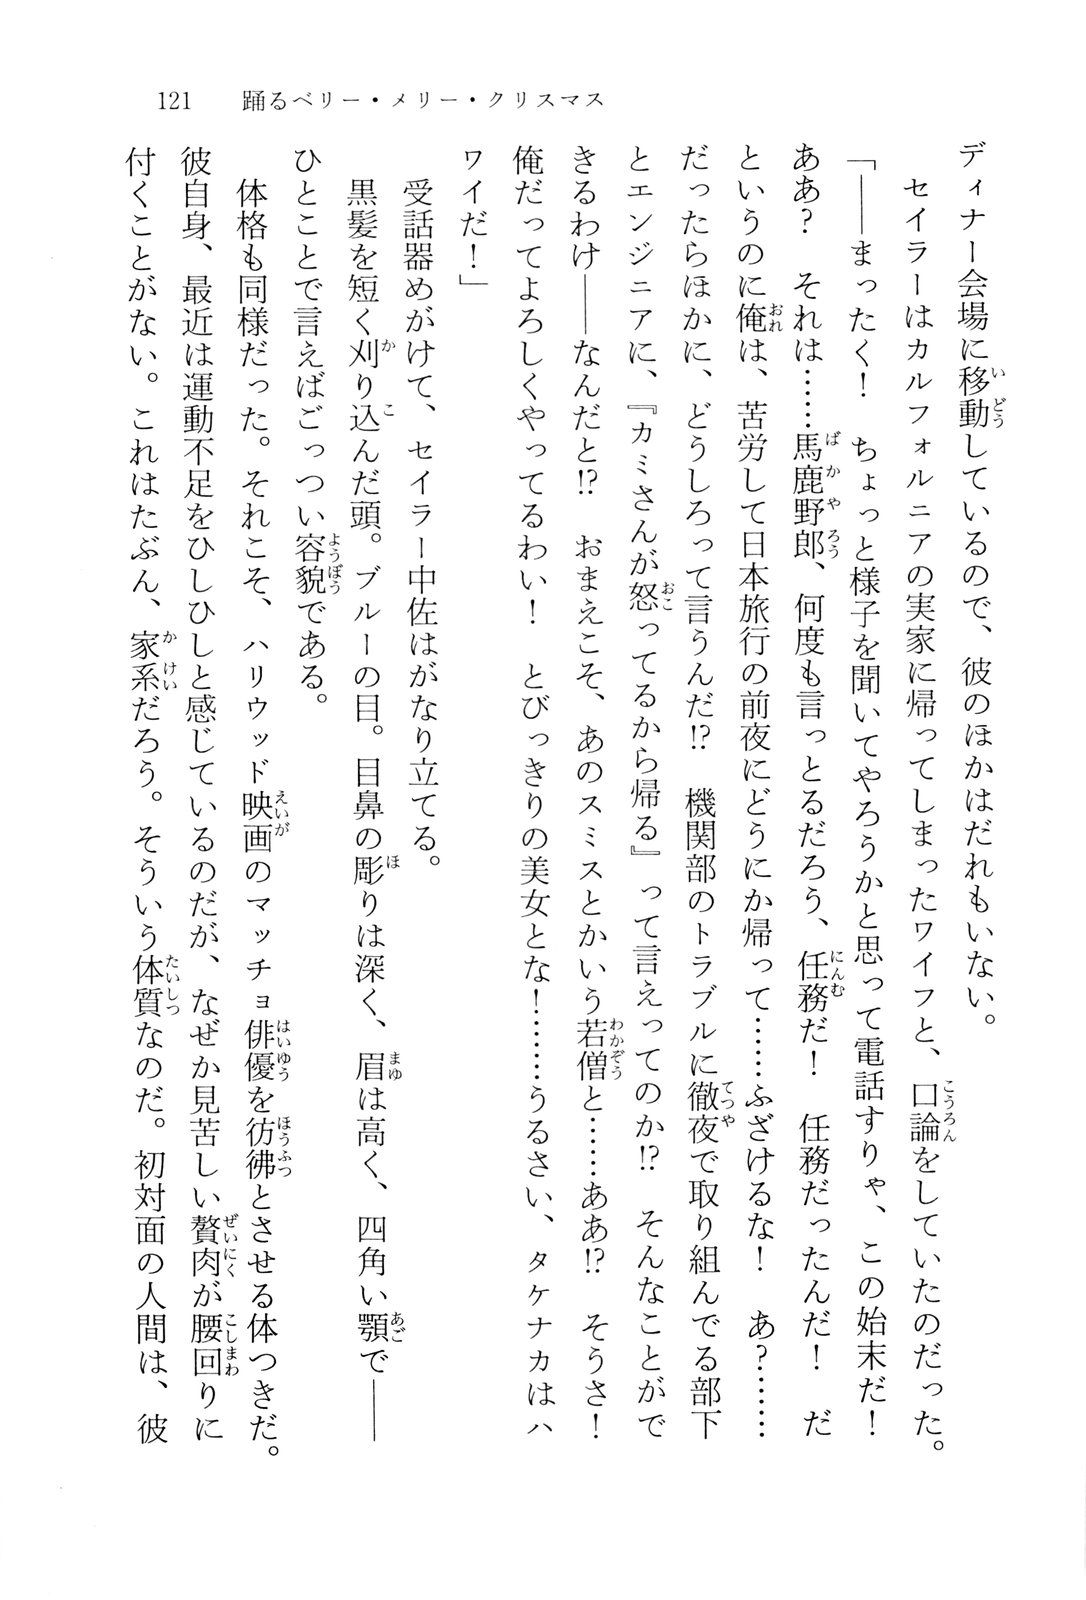 121　踊るベリー・メリー・クリスマス
ディナー会場に移動しているので、彼のほかはだれもいない。
　セイラーはカルフォルニアの実家に帰ってしまったワイフと、口論をしていたのだった。
「――まったく！　ちょっと様子を聞いてやろうかと思って電話すりゃ、この始末だ！
ああ？　それは……馬鹿野郎、何度も言っとるだろう、任務だ！　任務だったんだ！　だ
というのに俺は、苦労して日本旅行の前夜にどうにか帰って……ふざけるな！　あ？……
だったらほかに、どうしろって言うんだ!?　機関部のトラブルに徹夜で取り組んでる部下
とエンジニアに、『カミさんが怒ってるから帰る』って言えってのか!?　そんなことがで
きるわけ――なんだと!?　おまえこそ、あのスミスとかいう若僧と……ああ!?　そうさ！
俺だってよろしくやってるわい！　とびっきりの美女とな！……うるさい、タケナカはハ
ワイだ！」
　受話器めがけて、セイラー中佐はがなり立てる。
　黒髪を短く刈り込んだ頭。ブルーの目。目鼻の彫りは深く、眉は高く、四角い顎で――
ひとことで言えばごっつい容貌である。
　体格も同様だった。それこそ、ハリウッド映画のマッチョ俳優を彷彿とさせる体つきだ。
彼自身、最近は運動不足をひしひしと感じているのだが、なぜか見苦しい贅肉が腰回りに
付くことがない。これはたぶん、家系だろう。そういう体質なのだ。初対面の人間は、彼